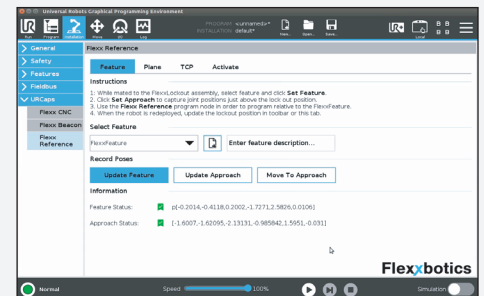 Universal Robots Graphical Programming Environment
Run Program Installation Move I/O Log
PROGRAM <unnamed>*
INSTALLATION default*
New... Open... Save...
Local
General
Safety
Features
Fieldbus
URCaps
Flexx CNC
Flexx Beacon
Flexx
Reference
Flexx Reference
Feature Plane TCP Activate
Instructions
1: While mated to the FlexxLockout assembly, select feature and click Set Feature.
2. Click Set Approach to capture joint positions just above the lock out position.
3. Use the Flexx Reference program node in order to program relative to the FlexxFeature.
4. When the robot is redeployed, update the lockout position in toolbar or this tab.
Select Feature
FlexxFeature
Enter feature description...
Record Poses
Update Feature Update Approach Move To Approach
Information
Feature Status: p[-0.2014,-0.4118,0.2002,-1.7271,2.5826,0.0106]
Approach Status: [-1.6007,-1.62095,-2.13131,-0.985842,1.5951,-0.031]
Flexxbotics
Normal
Speed 100%
Simulation